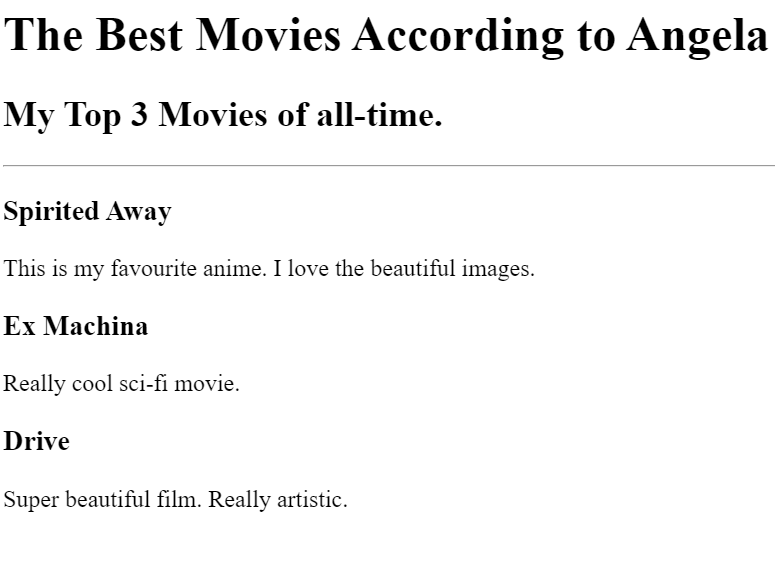 The Best Movies According to Angela
My Top 3 Movies of all-time.
Spirited Away
This is my favourite anime. I love the beautiful images.
Ex Machina
Really cool sci-fi movie.
Drive
Super beautiful film. Really artistic.